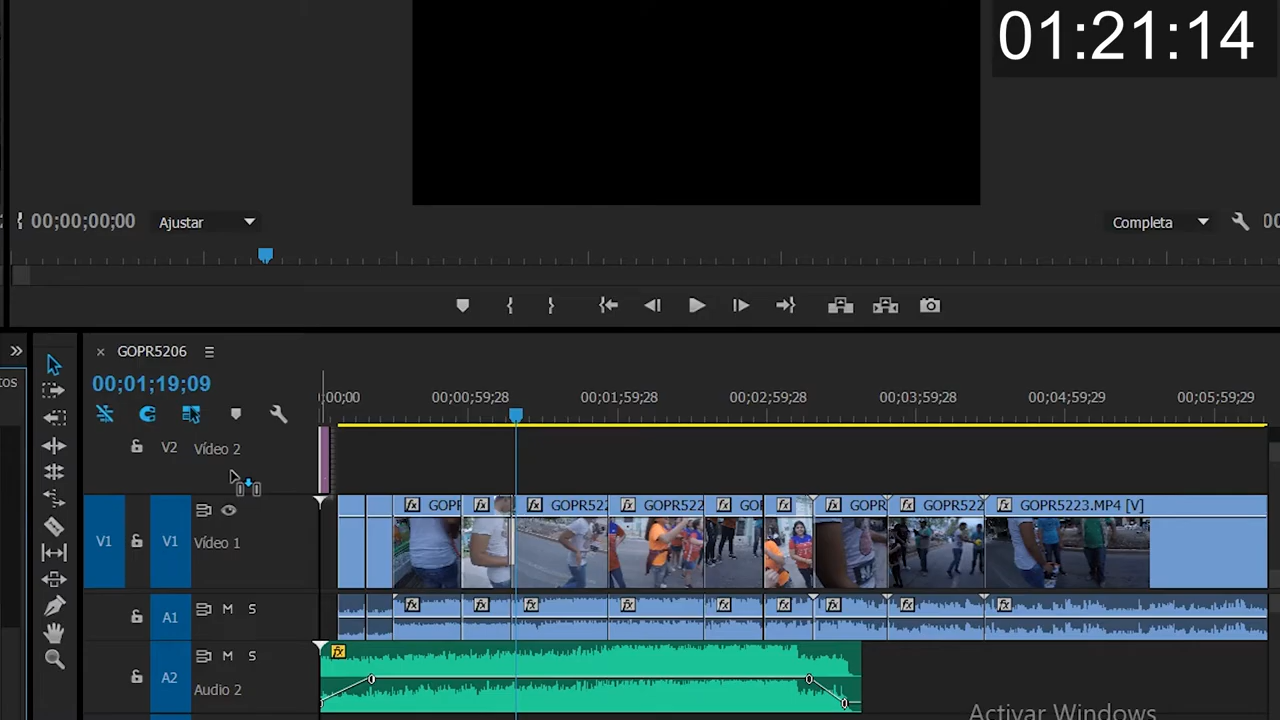 01:21:14
00;00;00;00 Ajustar Completa 00
GOPR5206
tos
00;01;19;09
;00;00 00;00;59;28 00;01;59;28 00;02;59;28 00;03;59;28 00;04;59;29 00;05;59;29
V2 Vídeo 2
GOPR GOPR522 GOPR522 GO GOPR GOPR522 GOPR5223.MP4 [V]
V1 V1 Vídeo 1
A1 M S
A2 M S
Audio 2
Activar Windows